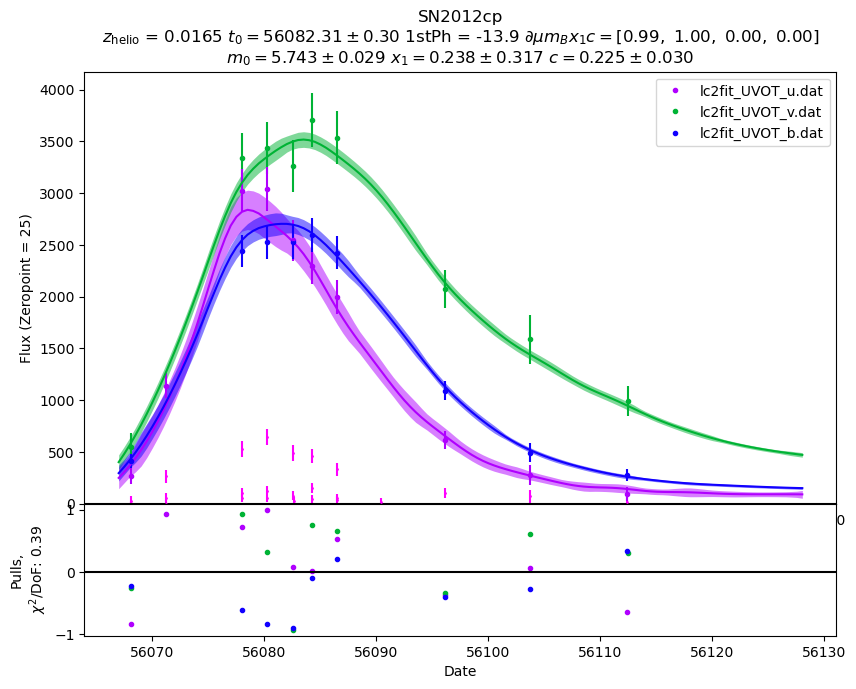 SN2012cp
z_helio = 0.0165 t_0 = 56082.31 ± 0.30 1stPh = -13.9 ∂μm_Bx_1c = [0.99, 1.00, 0.00, 0.00]
m_0 = 5.743 ± 0.029 x_1 = 0.238 ± 0.317 c = 0.225 ± 0.030
lc2fit_UVOT_u.dat
lc2fit_UVOT_v.dat
lc2fit_UVOT_b.dat
Flux (Zeropoint = 25)
4000
3500
3000
2500
2000
1500
1000
500
0
0
Pulls,
χ²/DoF: 0.39
1
0
−1
56070 56080 56090 56100 56110 56120 56130
Date